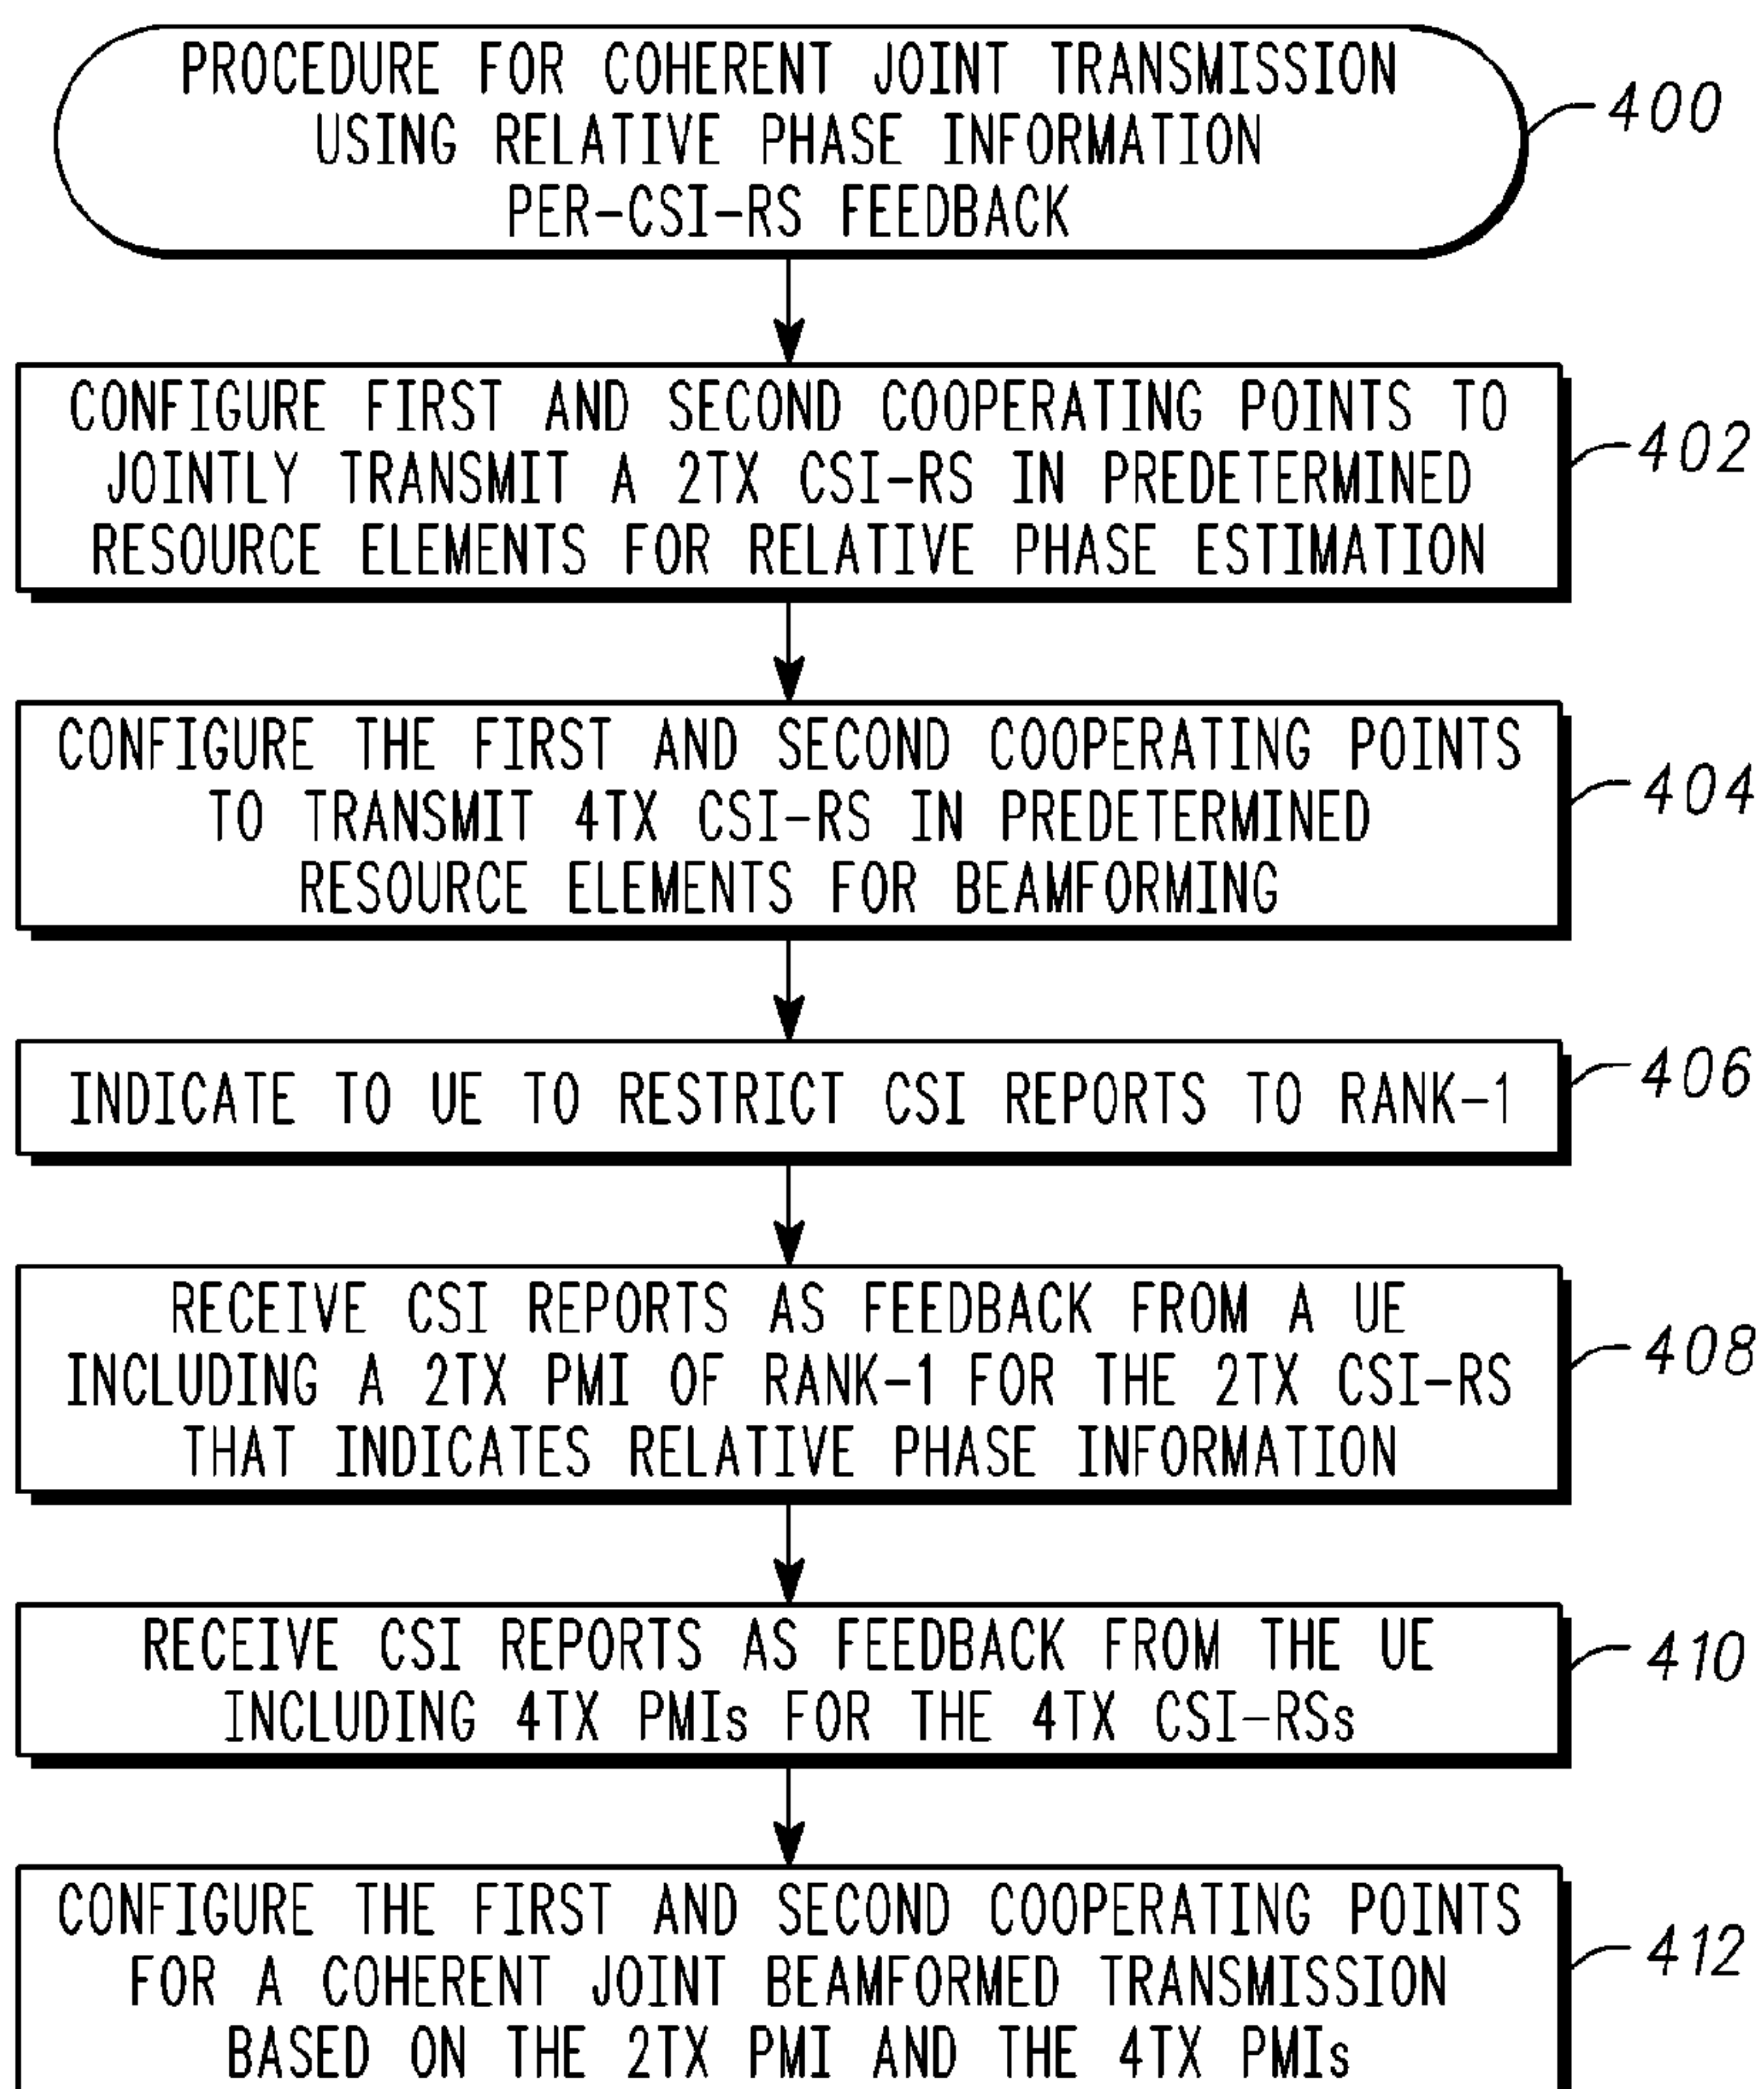 PROCEDURE FOR COHERENT JOINT TRANSMISSION
USING RELATIVE PHASE INFORMATION
PER-CSI-RS FEEDBACK
400
CONFIGURE FIRST AND SECOND COOPERATING POINTS TO
JOINTLY TRANSMIT A 2TX CSI-RS IN PREDETERMINED
RESOURCE ELEMENTS FOR RELATIVE PHASE ESTIMATION
402
CONFIGURE THE FIRST AND SECOND COOPERATING POINTS
TO TRANSMIT 4TX CSI-RS IN PREDETERMINED
RESOURCE ELEMENTS FOR BEAMFORMING
404
INDICATE TO UE TO RESTRICT CSI REPORTS TO RANK-1
406
RECEIVE CSI REPORTS AS FEEDBACK FROM A UE
INCLUDING A 2TX PMI OF RANK-1 FOR THE 2TX CSI-RS
THAT INDICATES RELATIVE PHASE INFORMATION
408
RECEIVE CSI REPORTS AS FEEDBACK FROM THE UE
INCLUDING 4TX PMIs FOR THE 4TX CSI-RSs
410
CONFIGURE THE FIRST AND SECOND COOPERATING POINTS
FOR A COHERENT JOINT BEAMFORMED TRANSMISSION
BASED ON THE 2TX PMI AND THE 4TX PMIs
412